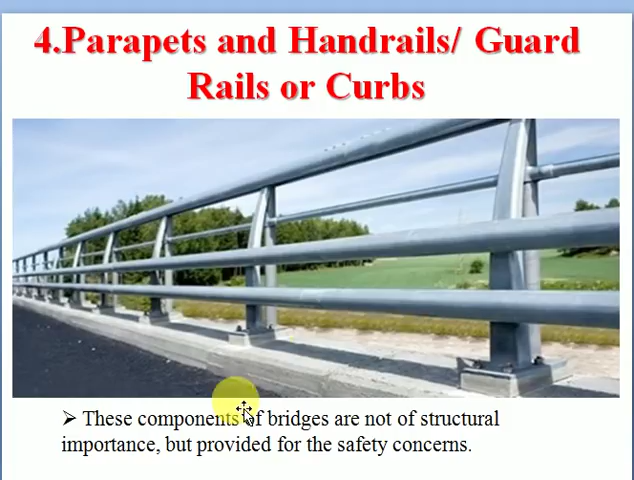 4.Parapets and Handrails/ Guard
Rails or Curbs
➢ These components of bridges are not of structural
importance, but provided for the safety concerns.